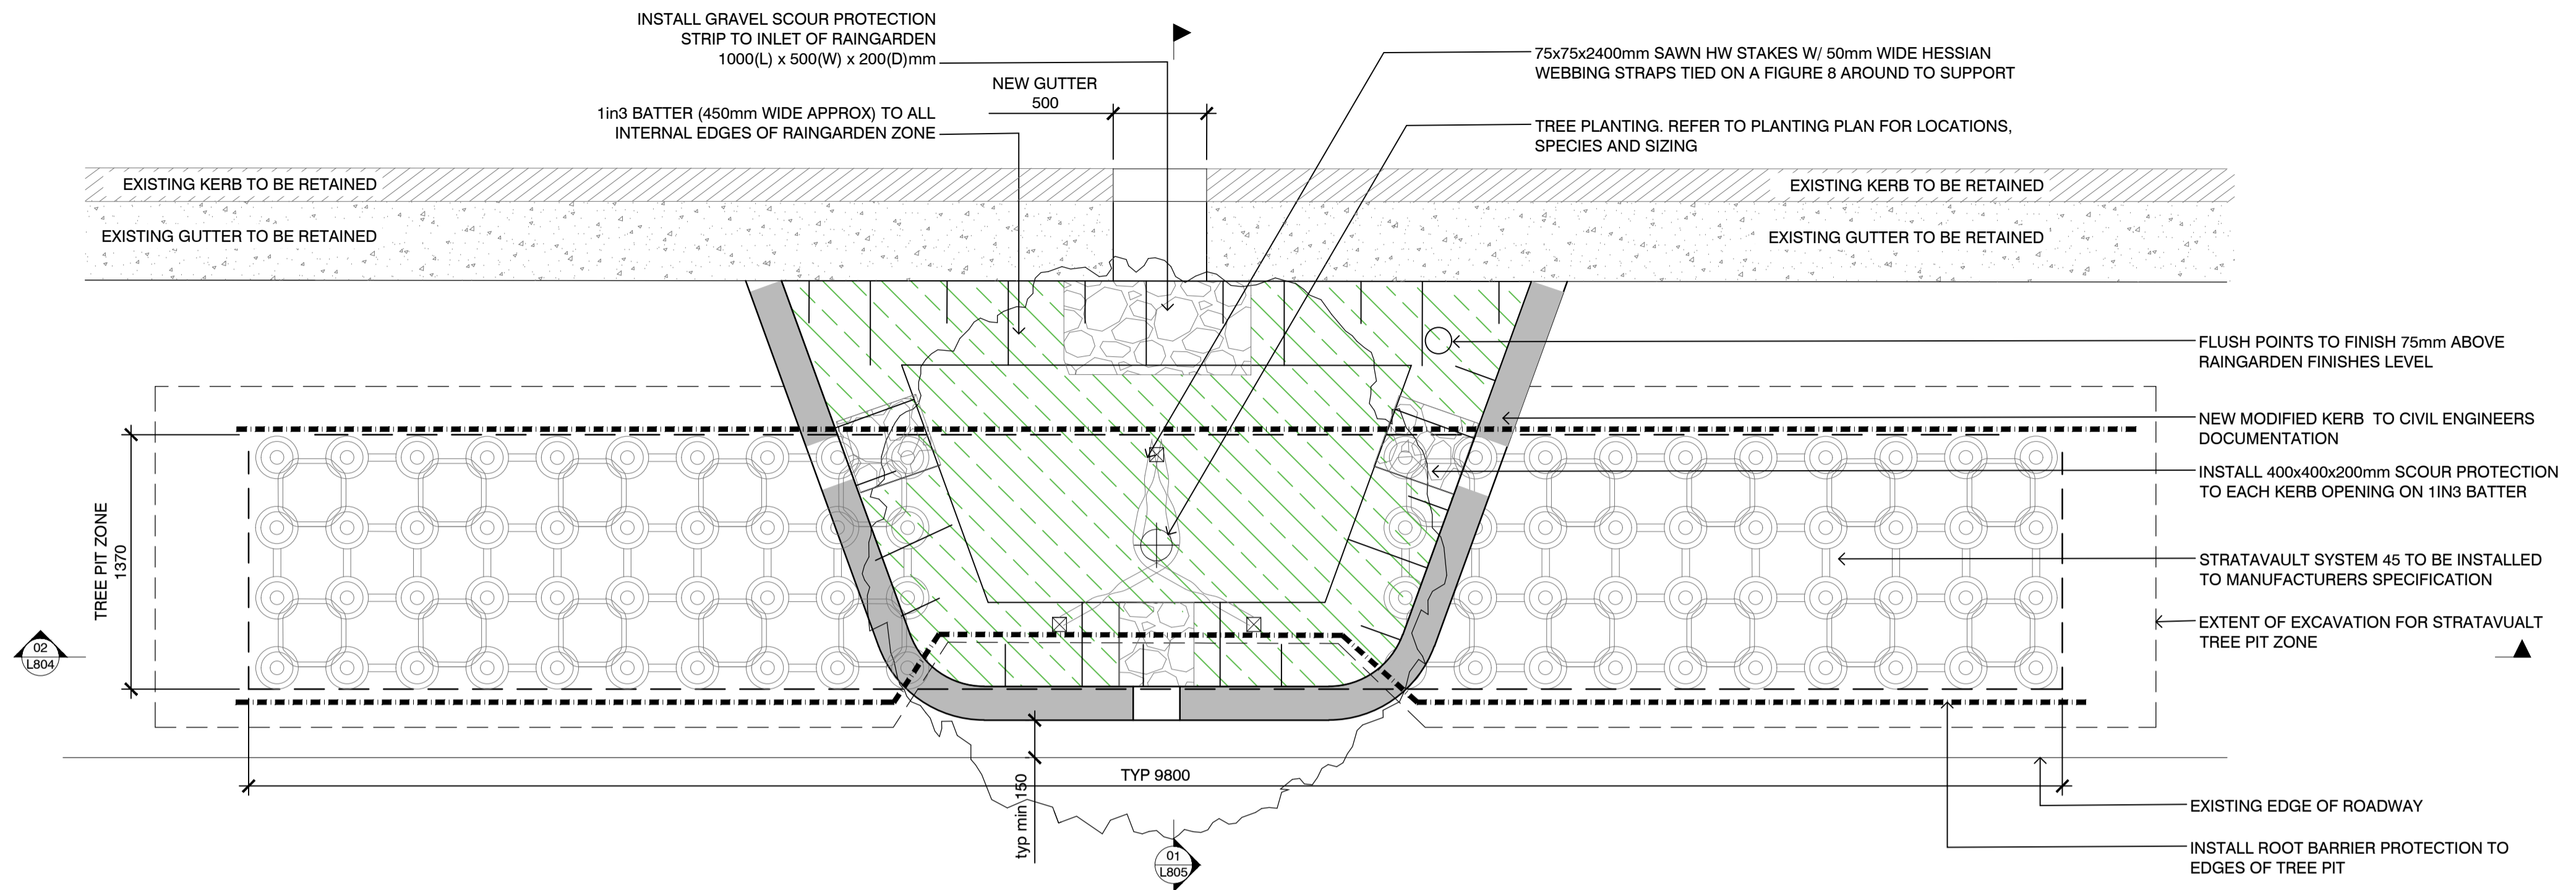 INSTALL GRAVEL SCOUR PROTECTION
STRIP TO INLET OF RAINGARDEN
1000(L) x 500(W) x 200(D)mm
NEW GUTTER
500
1in3 BATTER (450mm WIDE APPROX) TO ALL
INTERNAL EDGES OF RAINGARDEN ZONE
75x75x2400mm SAWN HW STAKES W/ 50mm WIDE HESSIAN
WEBBING STRAPS TIED ON A FIGURE 8 AROUND TO SUPPORT
TREE PLANTING. REFER TO PLANTING PLAN FOR LOCATIONS,
SPECIES AND SIZING
EXISTING KERB TO BE RETAINED
EXISTING KERB TO BE RETAINED
EXISTING GUTTER TO BE RETAINED
EXISTING GUTTER TO BE RETAINED
FLUSH POINTS TO FINISH 75mm ABOVE
RAINGARDEN FINISHES LEVEL
NEW MODIFIED KERB TO CIVIL ENGINEERS
DOCUMENTATION
INSTALL 400x400x200mm SCOUR PROTECTION
TO EACH KERB OPENING ON 1IN3 BATTER
STRATAVAULT SYSTEM 45 TO BE INSTALLED
TO MANUFACTURERS SPECIFICATION
EXTENT OF EXCAVATION FOR STRATAVUALT
TREE PIT ZONE
TREE PIT ZONE
1370
02
L804
TYP 9800
typ min 150
EXISTING EDGE OF ROADWAY
INSTALL ROOT BARRIER PROTECTION TO
EDGES OF TREE PIT
01
L805